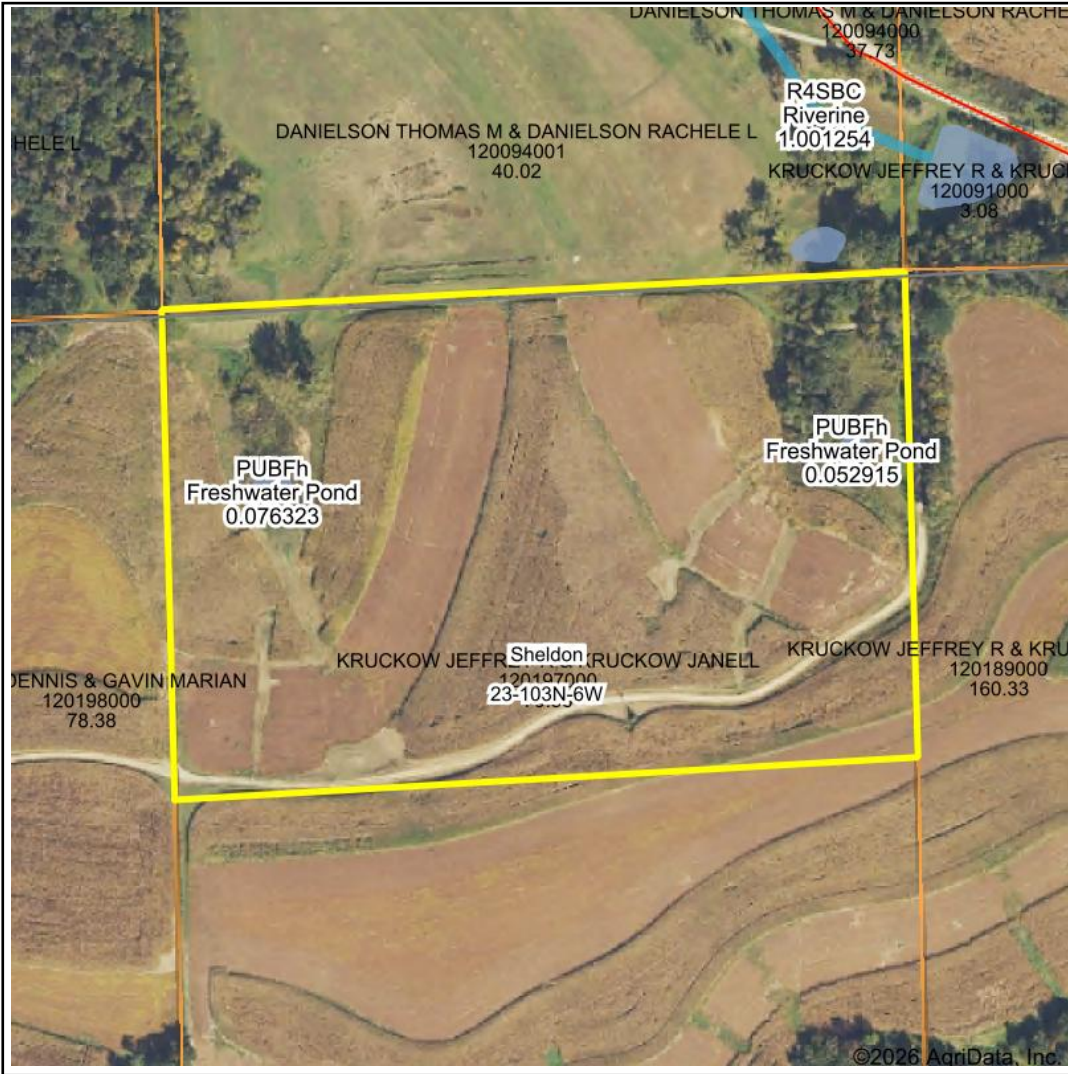 DANIELSON THOMAS M & DANIELSON RACHE
120094000
37.73
R4SBC
Riverine
1.001254
HELE L
DANIELSON THOMAS M & DANIELSON RACHELE L
120094001
40.02
KRUCKOW JEFFREY R & KRUCK
120091000
3.08
PUBFh
Freshwater Pond
0.052915
PUBFh
Freshwater Pond
0.076323
Sheldon
KRUCKOW JEFFRE KRUCKOW JANELL
120197000
23-103N-6W
KRUCKOW JEFFREY R & KRU
120189000
160.33
DENNIS & GAVIN MARIAN
120198000
78.38
©2026 AgriData, Inc.